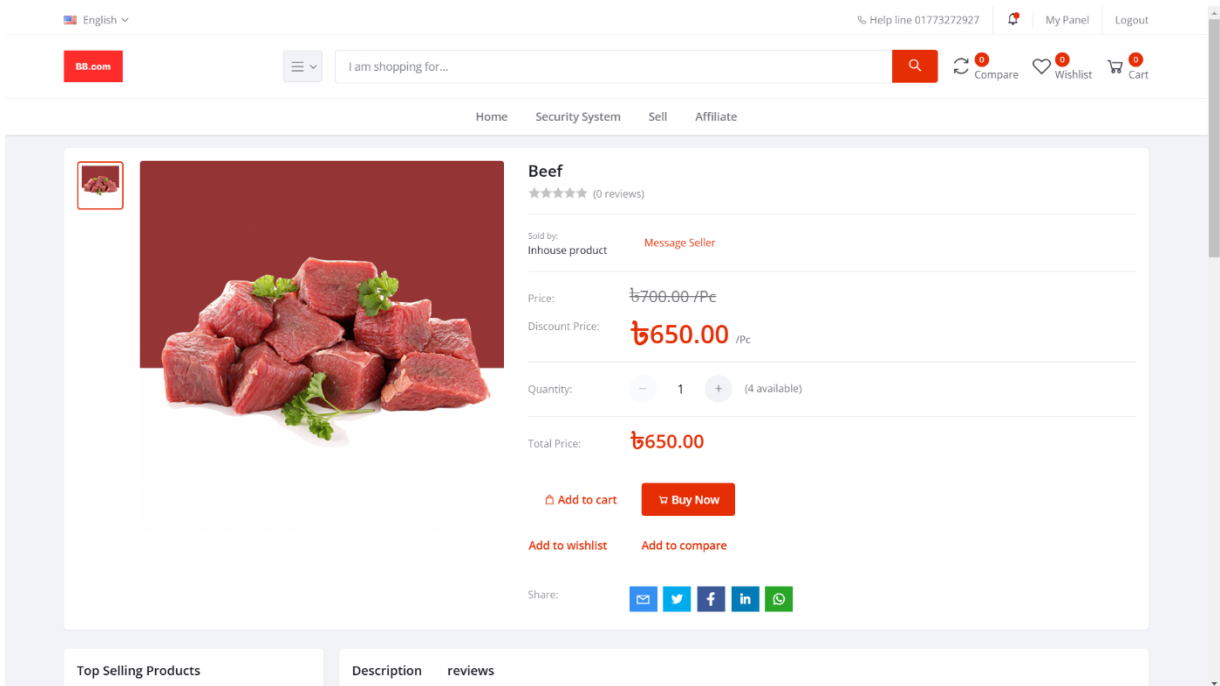 English
Help line 01773272927
My Panel
Logout
BB.com
I am shopping for...
0
Compare
0
Wishlist
0
Cart
Home
Security System
Sell
Affiliate
Beef
(0 reviews)
Sold by:
Inhouse product
Message Seller
Price:
৳700.00 /Pc
Discount Price:
৳650.00 /Pc
Quantity:
1
(4 available)
Total Price:
৳650.00
Add to cart
Buy Now
Add to wishlist
Add to compare
Share:
Top Selling Products
Description
reviews